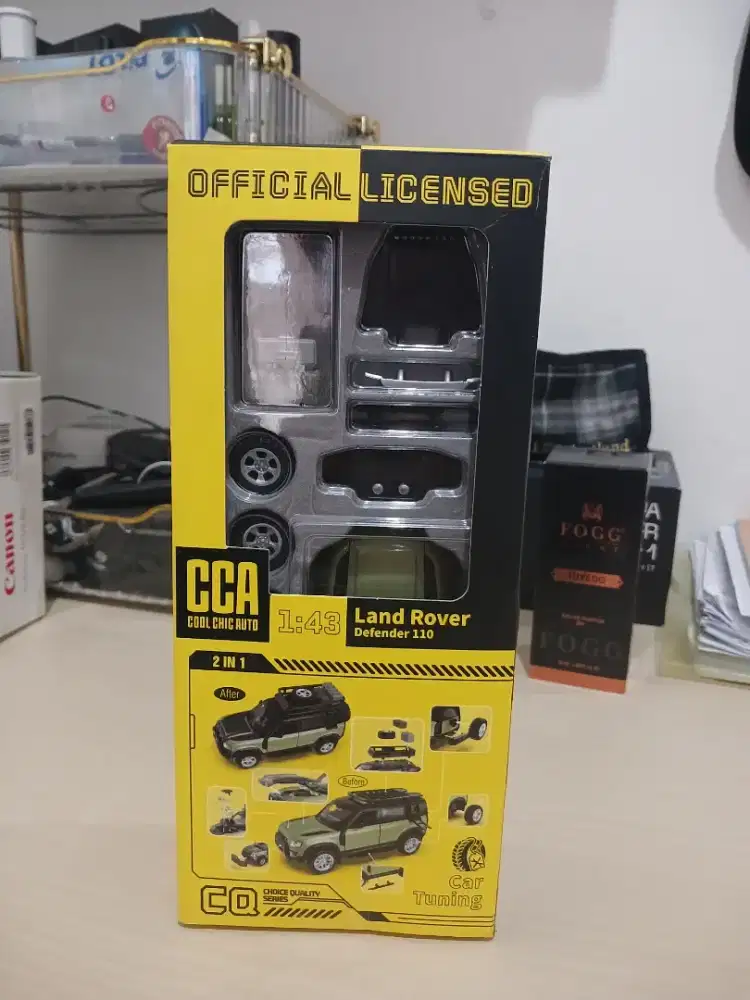 OFFICIAL LICENSED
CCA
COOL CHIC AUTO
1:43
Land Rover
Defender 110
2 IN 1
After
Before
Car
Tuning
CQ
CHOICE QUALITY
SERIES
Canon
FOGG
FOGG